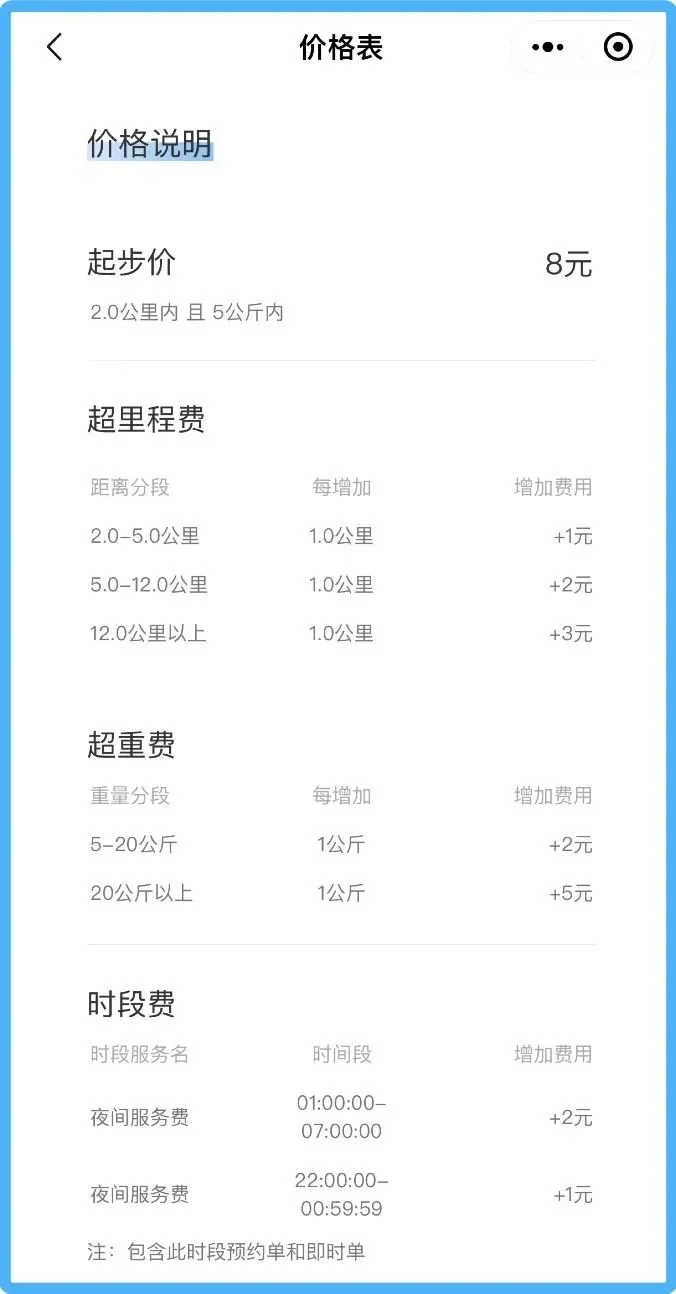 价格表
价格说明
起步价 8元
2.0公里内 且 5公斤内
超里程费
距离分段 每增加 增加费用
2.0-5.0公里 1.0公里 +1元
5.0-12.0公里 1.0公里 +2元
12.0公里以上 1.0公里 +3元
超重费
重量分段 每增加 增加费用
5-20公斤 1公斤 +2元
20公斤以上 1公斤 +5元
时段费
时段服务名 时间段 增加费用
夜间服务费 01:00:00- +2元
07:00:00
夜间服务费 22:00:00- +1元
00:59:59
注：包含此时段预约单和即时单